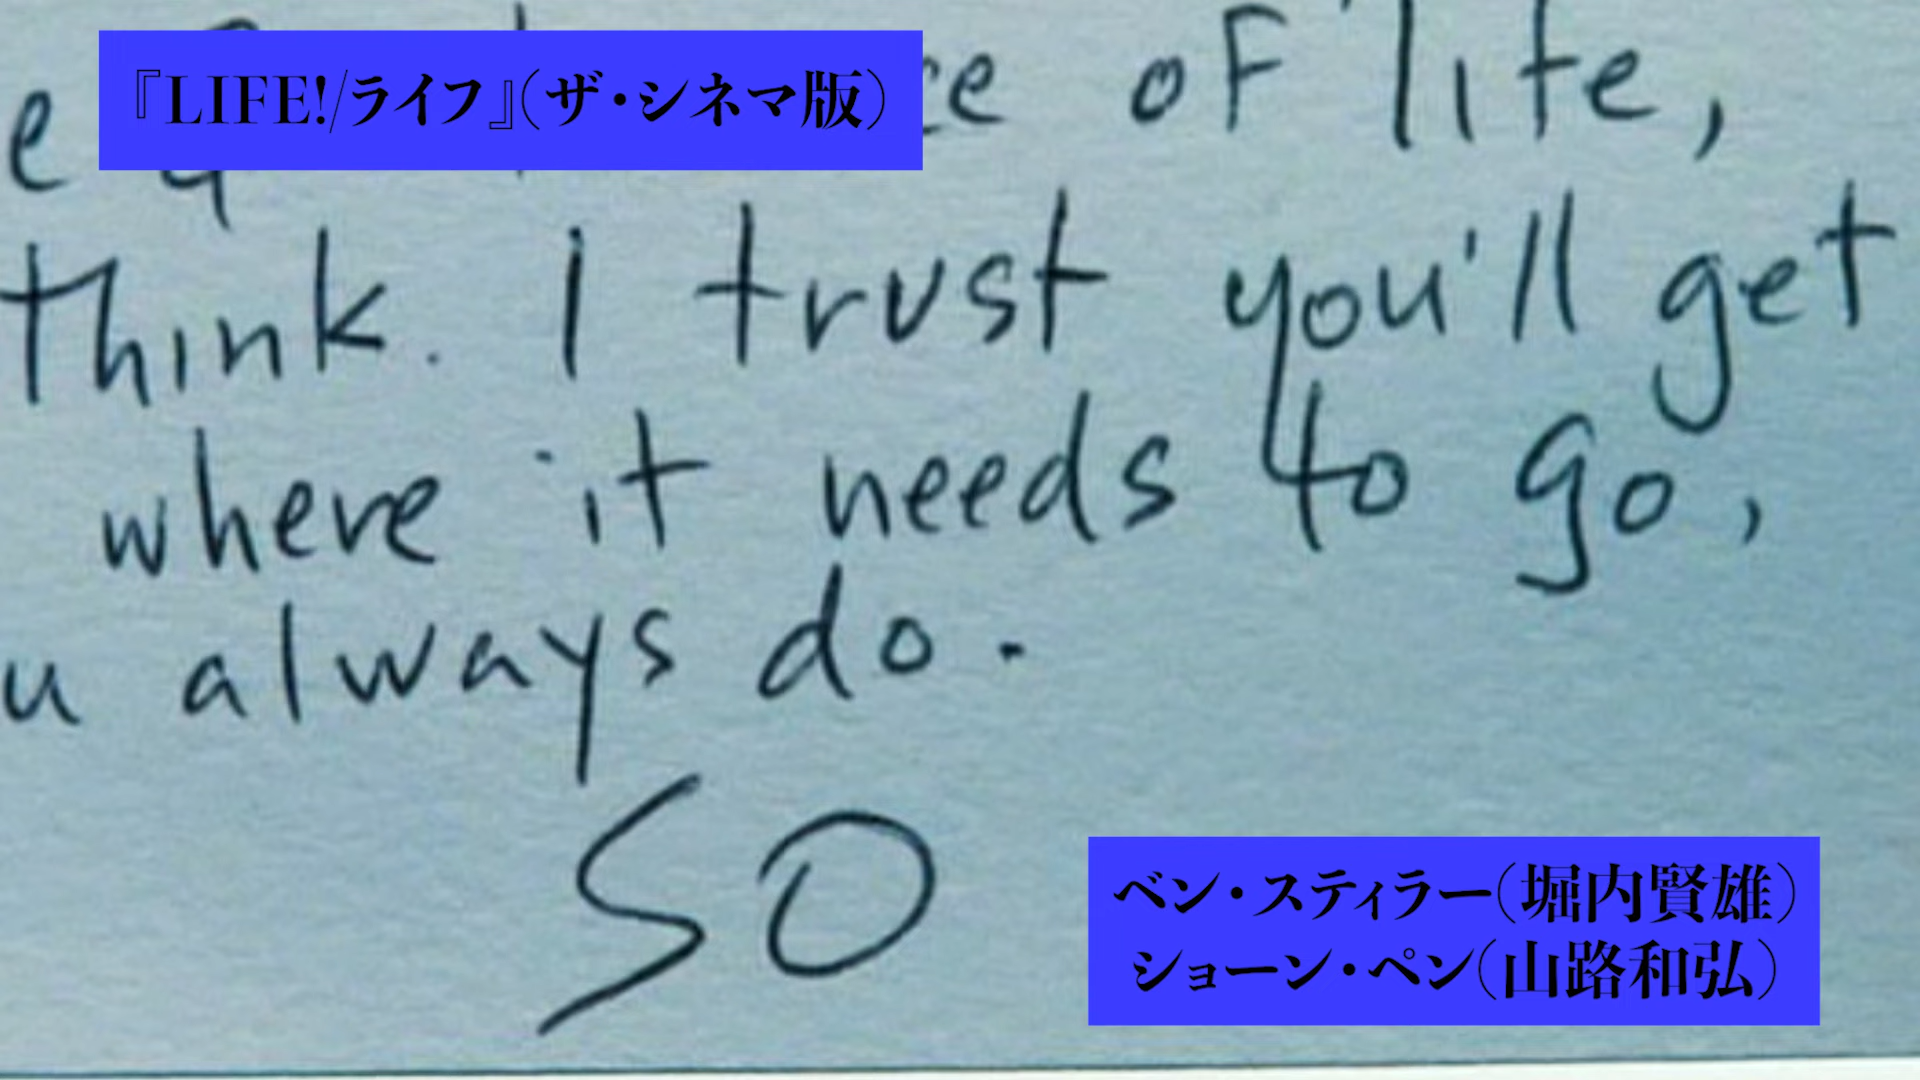 『LIFE!/ライフ』(ザ・シネマ版)
e of life,
think. I trust you'll get
where it needs to go,
u always do.
SO
ベン・スティラー(堀内賢雄)
ショーン・ペン(山路和弘)